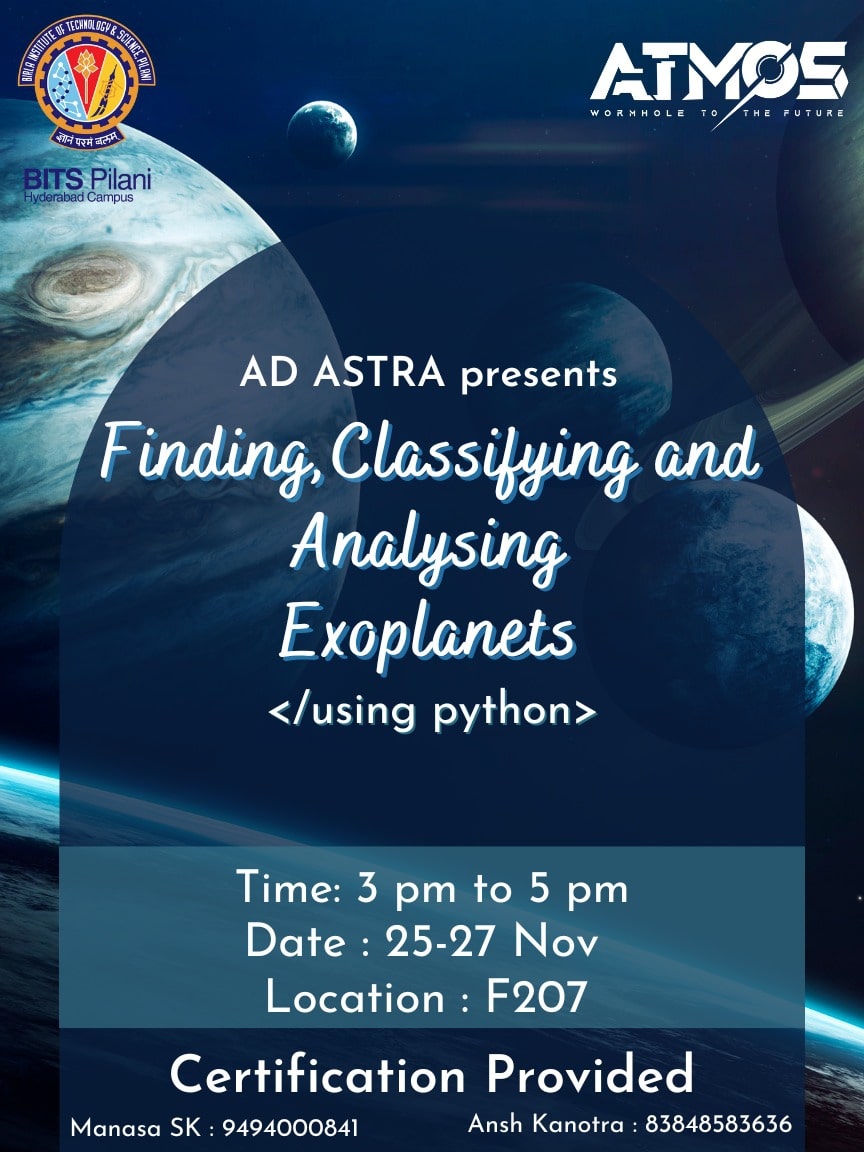 BIRLA INSTITUTE OF TECHNOLOGY & SCIENCE PILANI
ज्ञानं परमं बलम्
BITS Pilani
Hyderabad Campus
ATMOS
WORMHOLE TO THE FUTURE
AD ASTRA presents
Finding, Classifying and
Analysing
Exoplanets
</using python>
Time: 3 pm to 5 pm
Date : 25-27 Nov
Location : F207
Certification Provided
Manasa SK : 9494000841
Ansh Kanotra : 83848583636